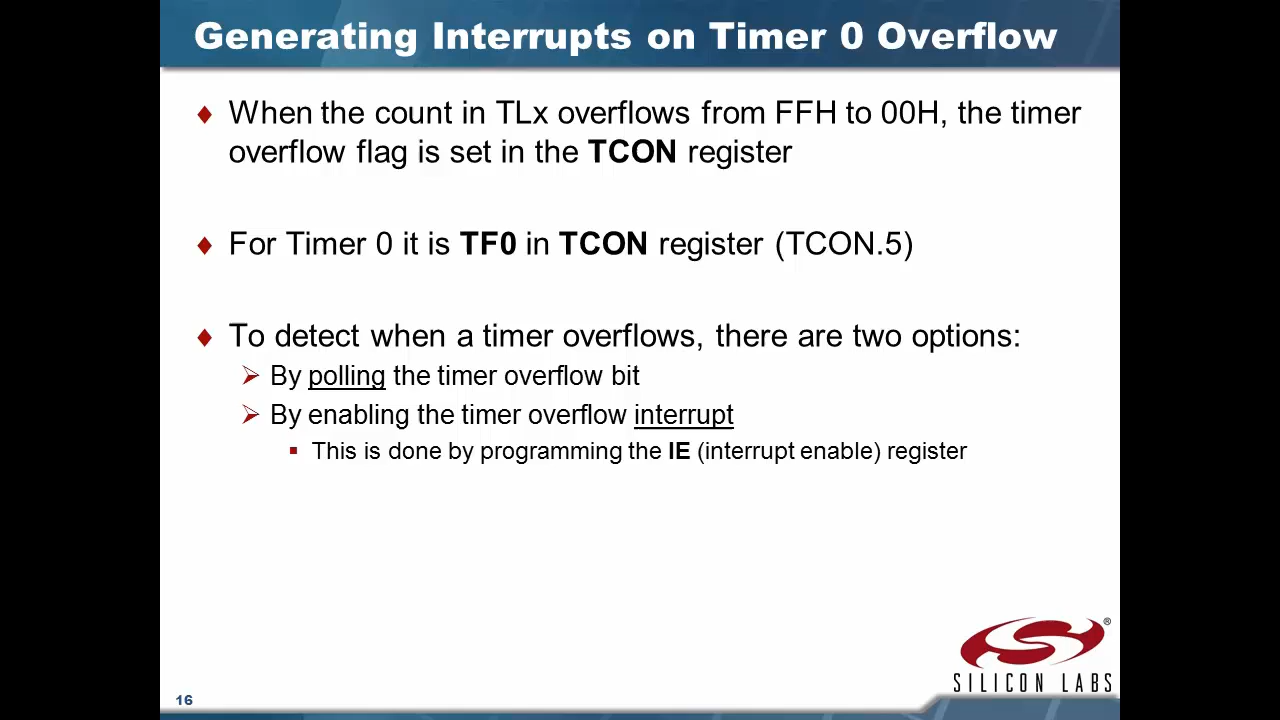 Generating Interrupts on Timer 0 Overflow
When the count in TLx overflows from FFH to 00H, the timer
overflow flag is set in the TCON register
For Timer 0 it is TF0 in TCON register (TCON.5)
To detect when a timer overflows, there are two options:
By polling the timer overflow bit
By enabling the timer overflow interrupt
This is done by programming the IE (interrupt enable) register
®
SILICON LABS
16